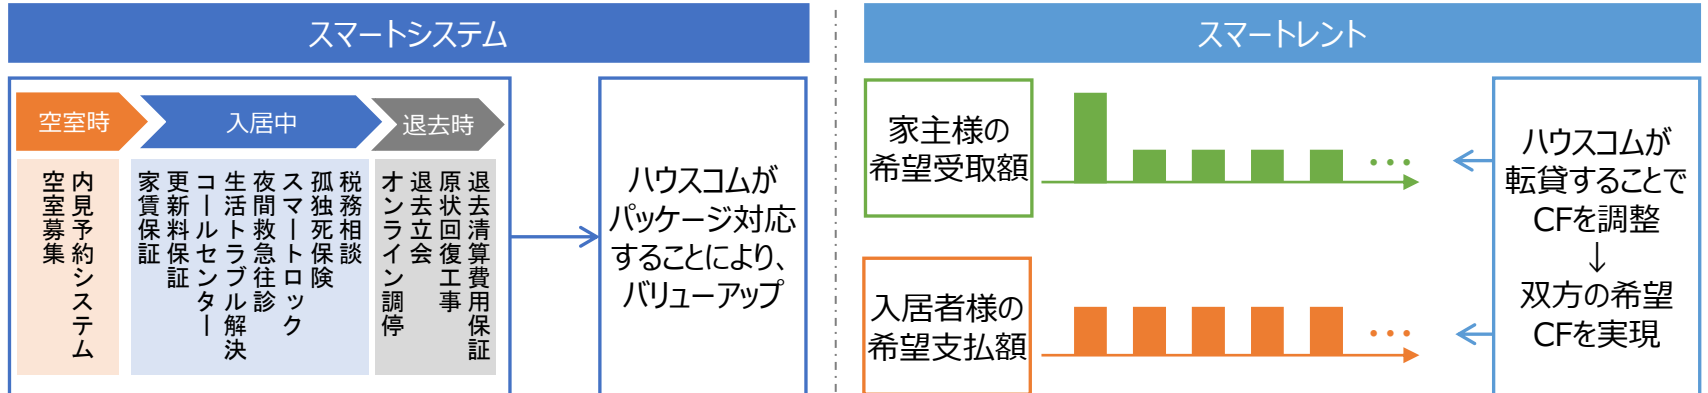 スマートシステム
空室時
入居中
退去時
内見予約システム
空室募集
税務相談
孤独死保険
スマートロック
夜間救急往診
生活トラブル解決
コールセンター
更新料保証
家賃保証
退去清算費用保証
原状回復工事
退去立会
オンライン調停
ハウスコムが
パッケージ対応
することにより、
バリューアップ
スマートレント
家主様の
希望受取額
…
入居者様の
希望支払額
…
ハウスコムが
転貸することで
CFを調整
↓
双方の希望
CFを実現